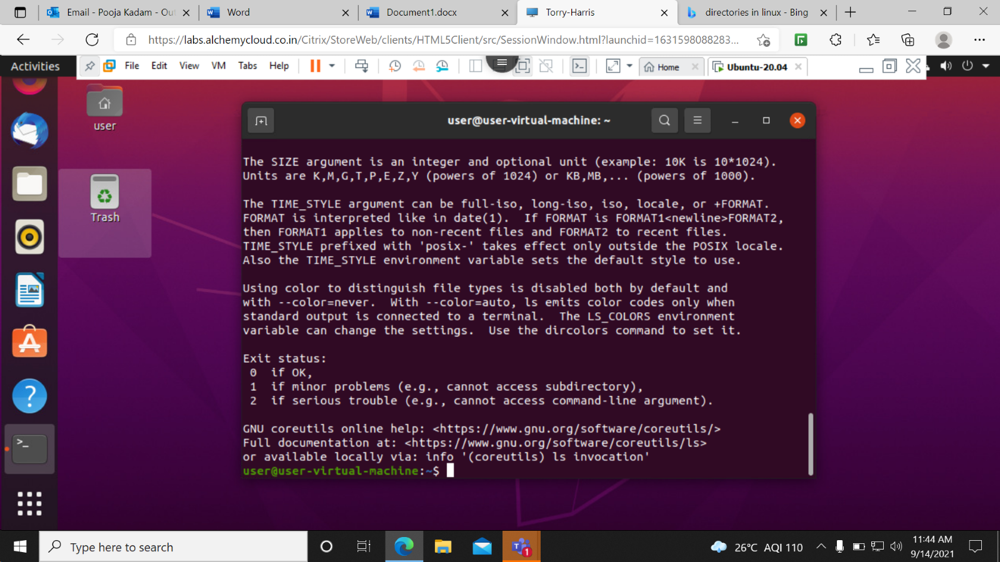 Email - Pooja Kadam - Ou
Word
Document1.docx
Torry-Harris
directories in linux - Bing
https://labs.alchemycloud.co.in/Citrix/StoreWeb/clients/HTML5Client/src/SessionWindow.html?launchid=1631598088283...
Activities
File Edit View VM Tabs Help
Home
Ubuntu-20.04
user
Trash
user@user-virtual-machine: ~
The SIZE argument is an integer and optional unit (example: 10K is 10*1024).
Units are K,M,G,T,P,E,Z,Y (powers of 1024) or KB,MB,... (powers of 1000).
The TIME_STYLE argument can be full-iso, long-iso, iso, locale, or +FORMAT.
FORMAT is interpreted like in date(1).  If FORMAT is FORMAT1<newline>FORMAT2,
then FORMAT1 applies to non-recent files and FORMAT2 to recent files.
TIME_STYLE prefixed with 'posix-' takes effect only outside the POSIX locale.
Also the TIME_STYLE environment variable sets the default style to use.
Using color to distinguish file types is disabled both by default and
with --color=never.  With --color=auto, ls emits color codes only when
standard output is connected to a terminal.  The LS_COLORS environment
variable can change the settings.  Use the dircolors command to set it.
Exit status:
0  if OK,
1  if minor problems (e.g., cannot access subdirectory),
2  if serious trouble (e.g., cannot access command-line argument).
GNU coreutils online help: <https://www.gnu.org/software/coreutils/>
Full documentation at: <https://www.gnu.org/software/coreutils/ls>
or available locally via: info '(coreutils) ls invocation'
user@user-virtual-machine:~$
Type here to search
1
26°C AQI 110
11:44 AM
9/14/2021